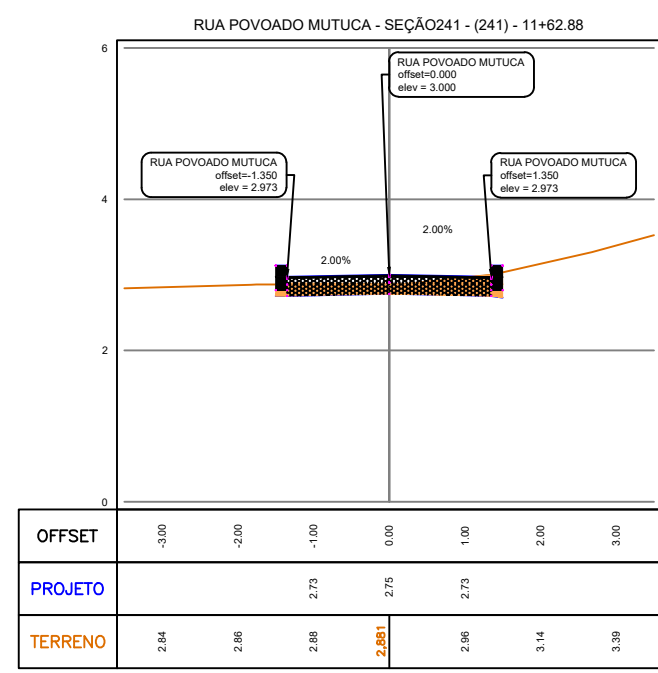 RUA POVOADO MUTUCA - SEÇÃO241 - (241) - 11+62.88
6
RUA POVOADO MUTUCA
offset=0.000
elev = 3.000
RUA POVOADO MUTUCA
offset=-1.350
elev = 2.973
RUA POVOADO MUTUCA
offset=1.350
elev = 2.973
4
2.00%
2.00%
2
0
OFFSET -3.00 -2.00 -1.00 0.00 1.00 2.00 3.00
PROJETO 2.73 2.75 2.73
TERRENO 2.84 2.86 2.88 2,881 2.96 3.14 3.39